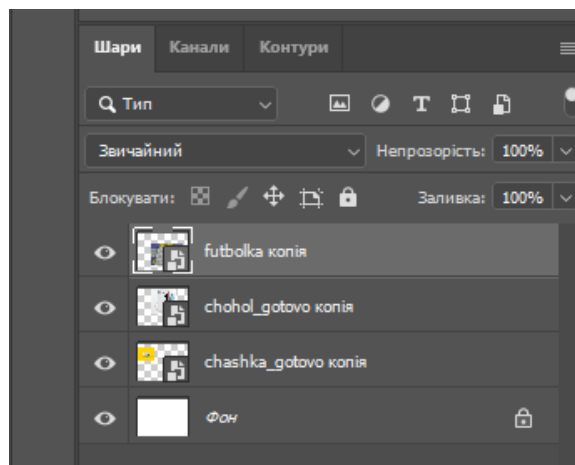 Шари Канали Контури
Тип
Звичайний Непрозорість: 100%
Блокувати: Заливка: 100%
futbolka копія
chohol_gotovo копія
chashka_gotovo копія
Фон